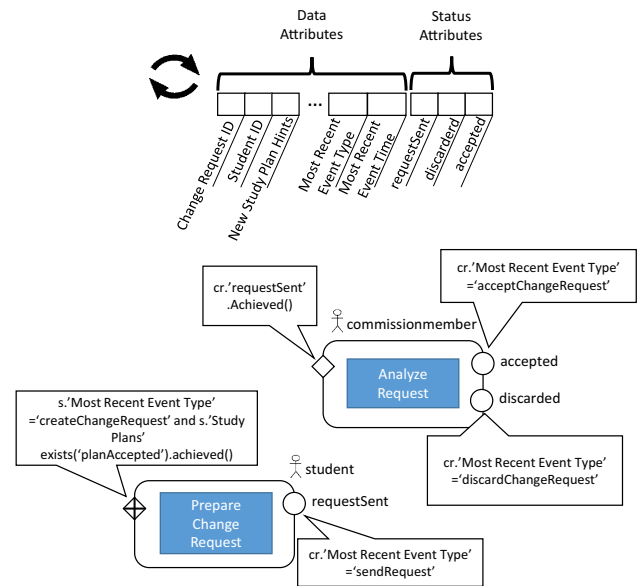 Data
Attributes
Status
Attributes
...
Change Request ID
Student ID
New Study Plan Hints
Most Recent
Event Type
Most Recent
Event Time
requestSent
discarderd
accepted
cr.’Most Recent Event Type’
=‘acceptChangeRequest’
cr.’requestSent’
.Achieved()
commissionmember
accepted
Analyze
Request
discarded
s.’Most Recent Event Type’
=‘createChangeRequest’ and s.’Study
Plans’
exists(‘planAccepted’).achieved()
cr.’Most Recent Event Type’
=‘discardChangeRequest’
student
requestSent
Prepare
Change
Request
cr.’Most Recent Event Type’
=‘sendRequest’